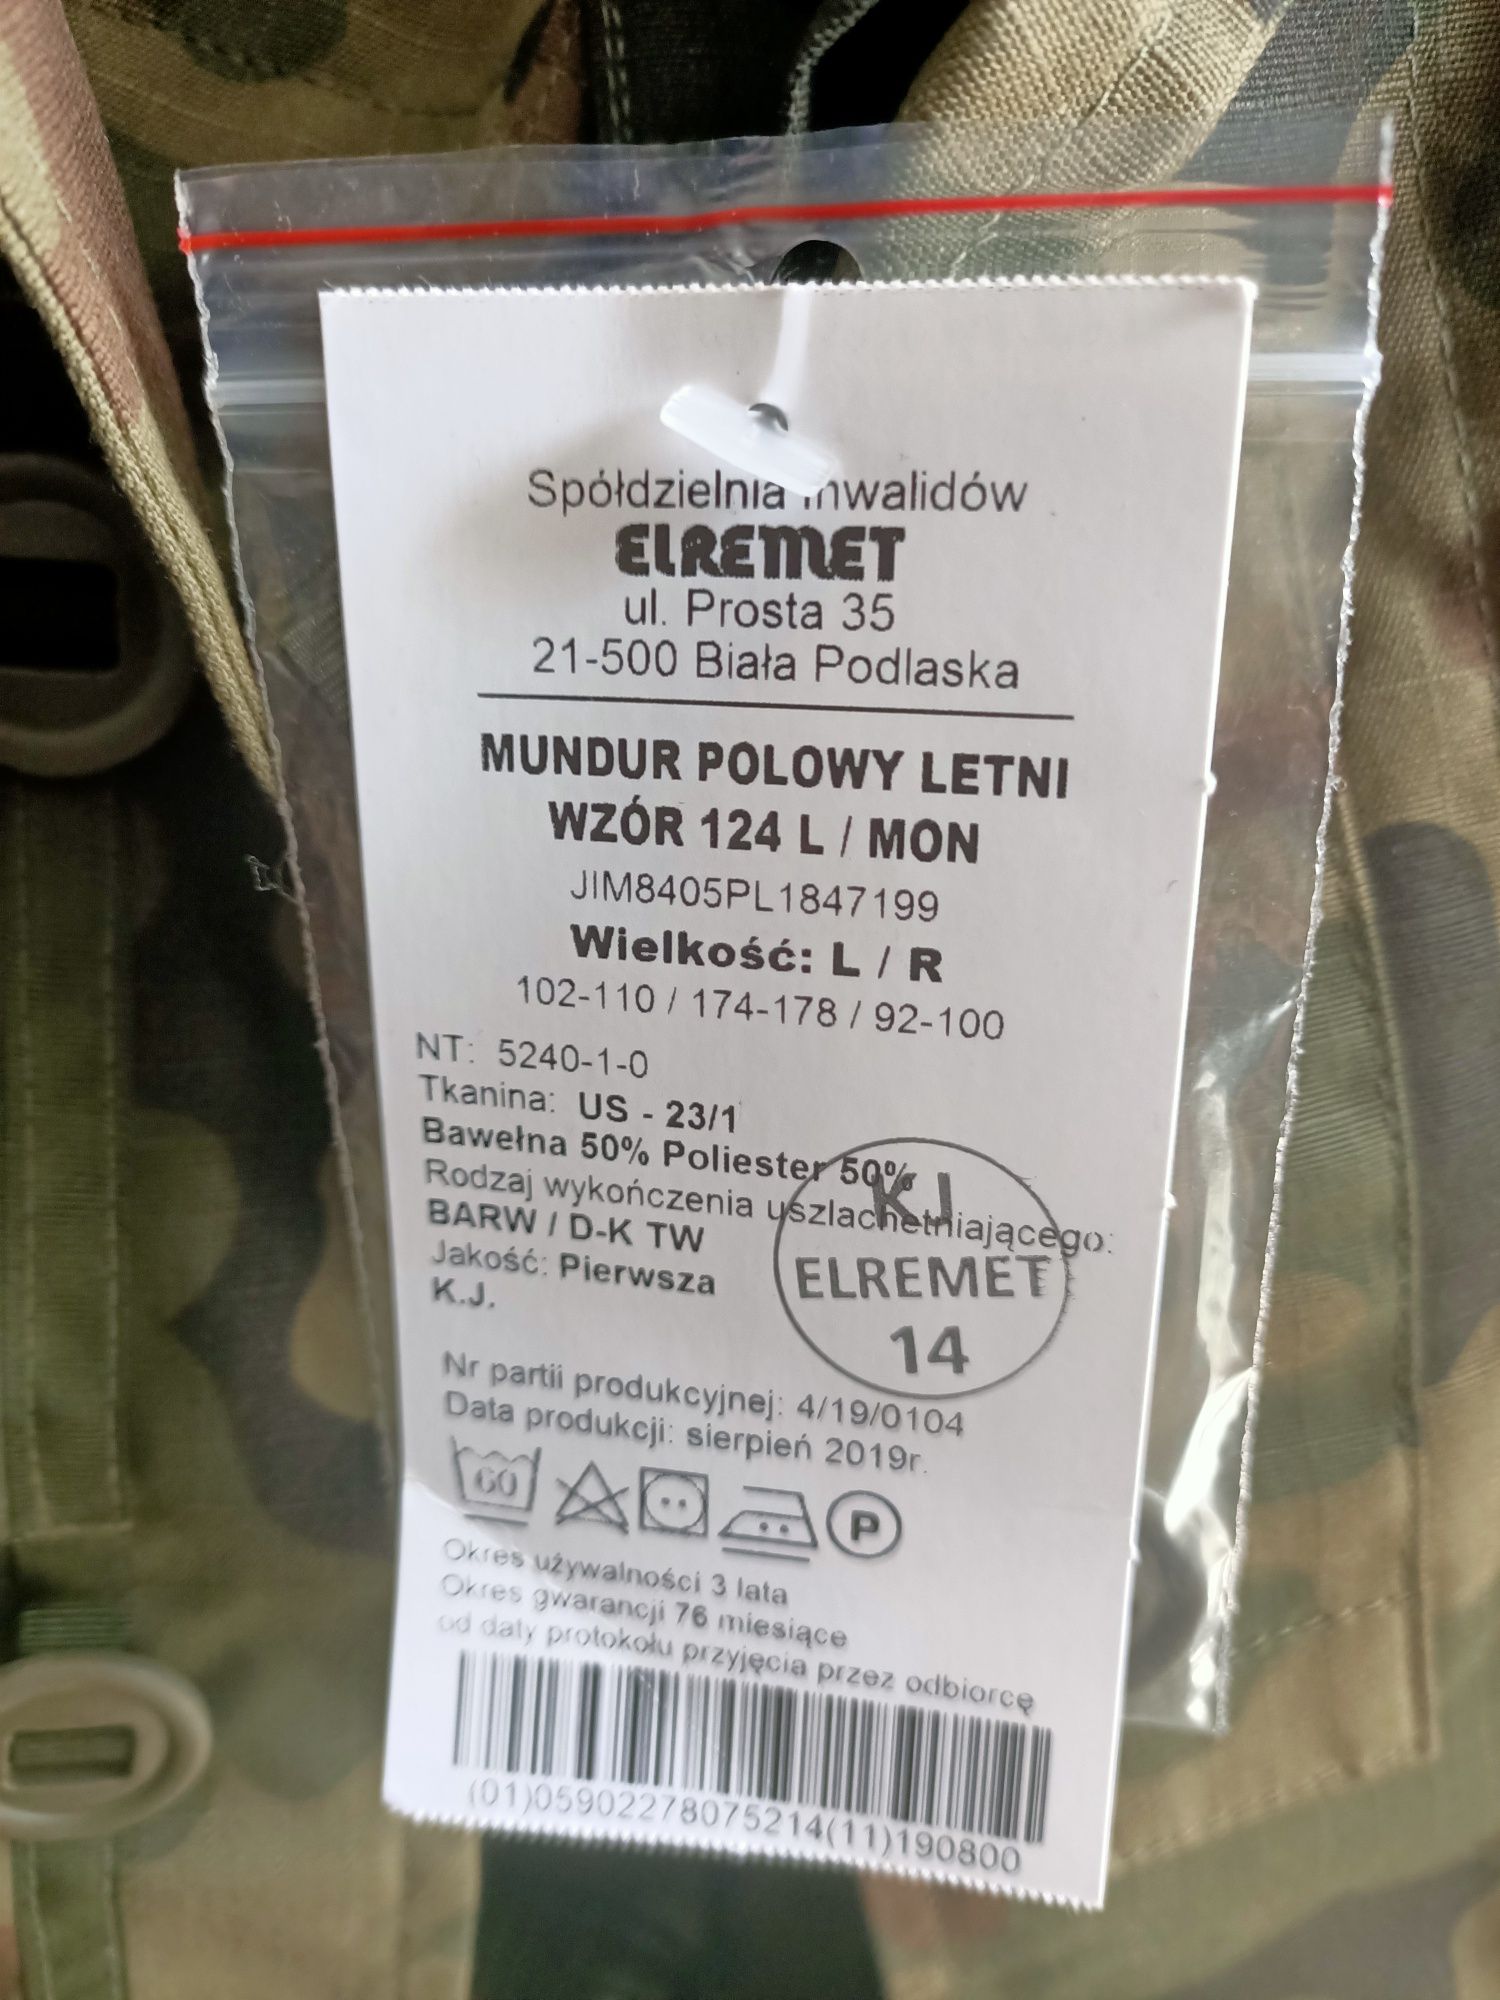 Spółdzielnia Inwalidów
ELREMET
ul. Prosta 35
21-500 Biała Podlaska
MUNDUR POLOWY LETNI
WZÓR 124 L / MON
JIM8405PL1847199
Wielkość: L / R
102-110 / 174-178 / 92-100
NT: 5240-1-0
Tkanina: US - 23/1
Bawełna 50% Poliester 50%
Rodzaj wykończenia uszlachetniającego:
BARW / D-K TW
Jakość: Pierwsza
K.J.
KJ
ELREMET
14
Nr partii produkcyjnej: 4/19/0104
Data produkcji: sierpień 2019r.
60
P
Okres używalności 3 lata
Okres gwarancji 76 miesiące
od daty protokołu przyjęcia przez odbiorcę
(01)05902278075214(11)190800